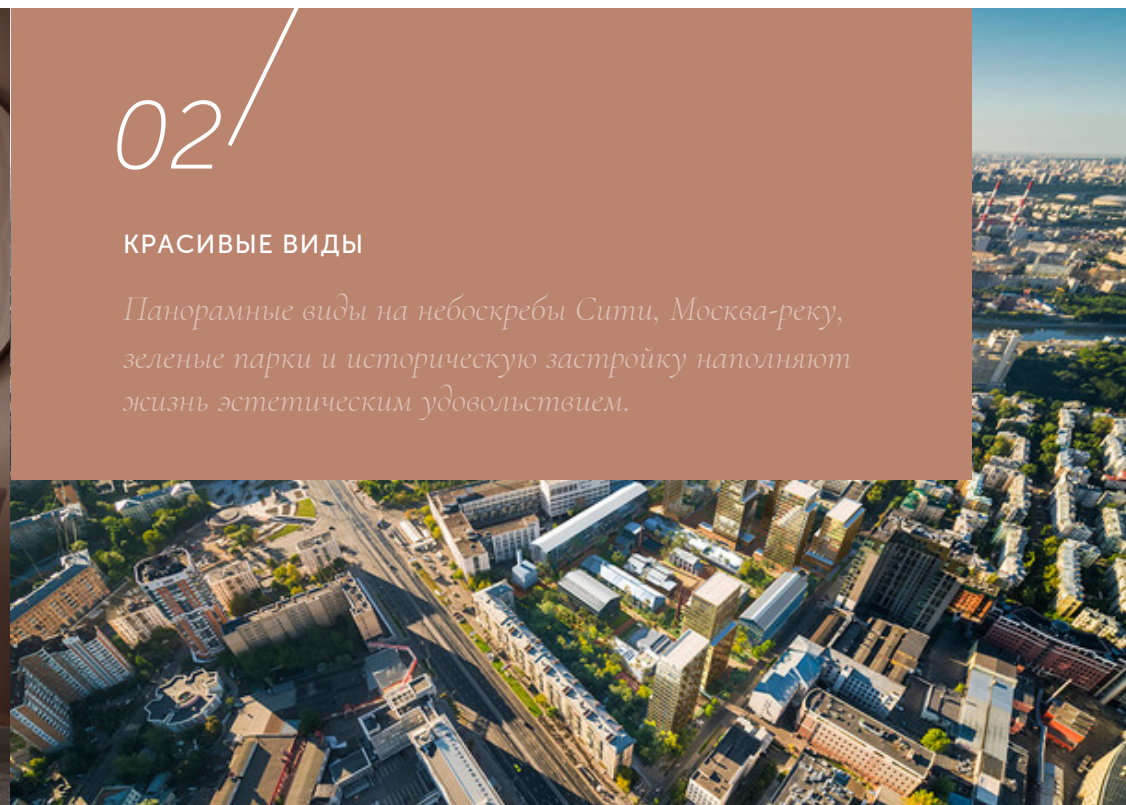 02
КРАСИВЫЕ ВИДЫ
Панорамные виды на небоскребы Сити, Москва-реку,
зеленые парки и историческую застройку наполняют
жизнь эстетическим удовольствием.